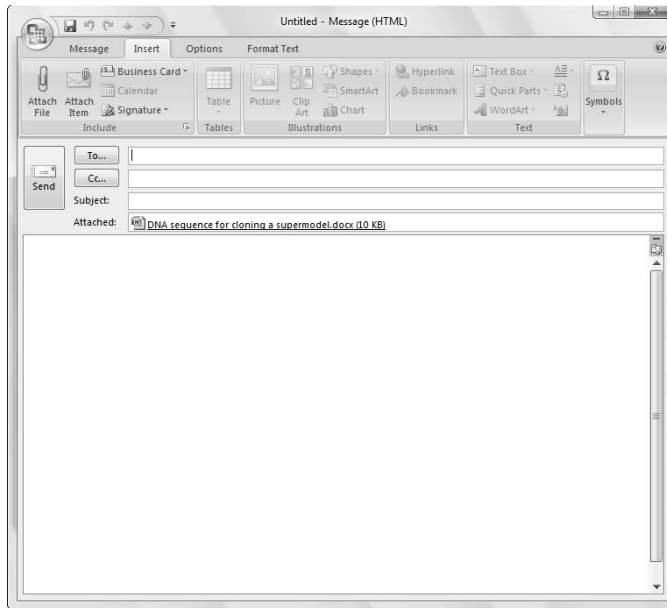 Untitled - Message (HTML)
Message Insert Options Format Text
Attach File
Attach Item
Business Card
Calendar
Signature
Include
Table
Tables
Picture
Clip Art
Shapes
SmartArt
Chart
Illustrations
Hyperlink
Bookmark
Links
Text Box
Quick Parts
WordArt
Text
Ω
Symbols
Send
To...
Cc...
Subject:
Attached: DNA sequence for cloning a supermodel.docx (10 KB)